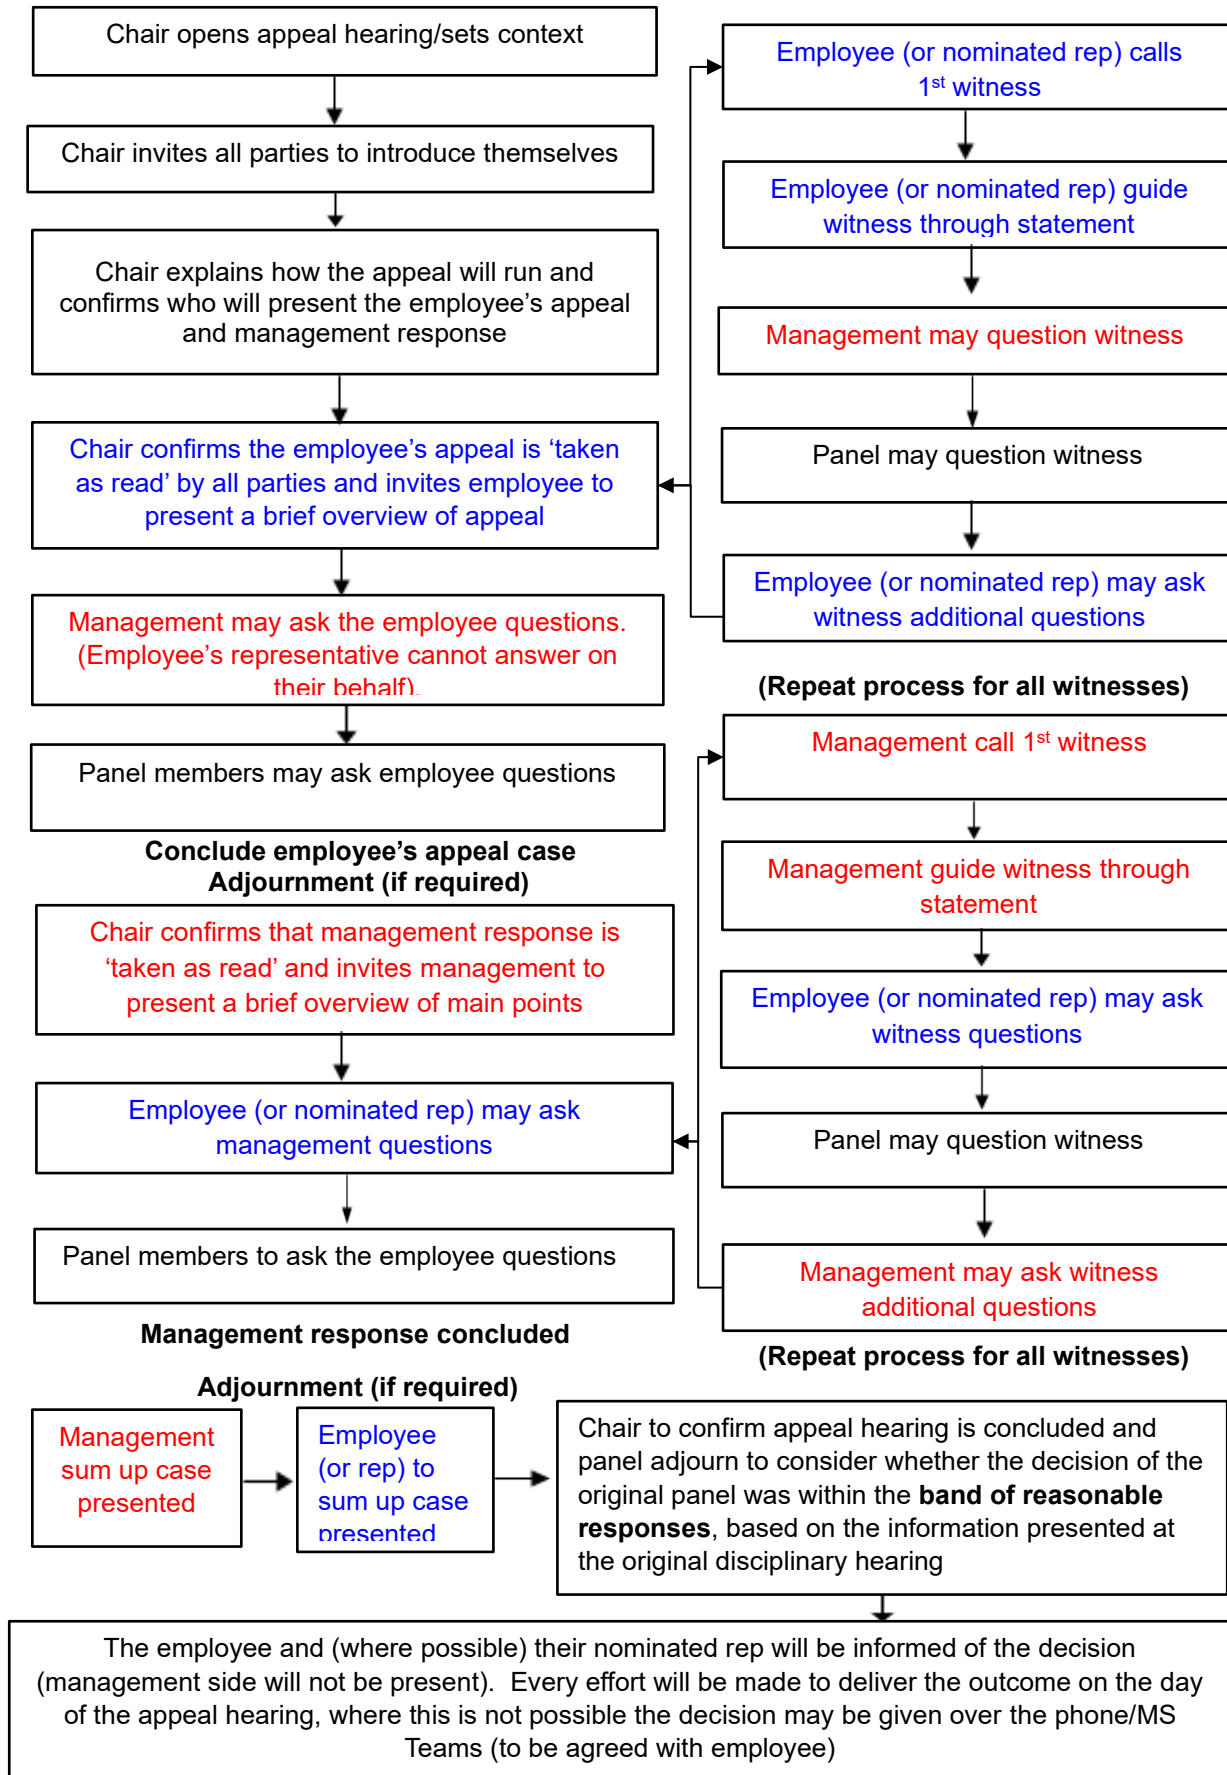 Chair opens appeal hearing/sets context
Chair invites all parties to introduce themselves
Chair explains how the appeal will run and
confirms who will present the employee’s appeal
and management response
Chair confirms the employee’s appeal is ‘taken
as read’ by all parties and invites employee to
present a brief overview of appeal
Management may ask the employee questions.
(Employee’s representative cannot answer on
their behalf).
Panel members may ask employee questions
Conclude employee’s appeal case
Adjournment (if required)
Employee (or nominated rep) calls
1st witness
Employee (or nominated rep) guide
witness through statement
Management may question witness
Panel may question witness
Employee (or nominated rep) may ask
witness additional questions
(Repeat process for all witnesses)
Chair confirms that management response is
‘taken as read’ and invites management to
present a brief overview of main points
Employee (or nominated rep) may ask
management questions
Panel members to ask the employee questions
Management response concluded
Adjournment (if required)
Management call 1st witness
Management guide witness through
statement
Employee (or nominated rep) may ask
witness questions
Panel may question witness
Management may ask witness
additional questions
(Repeat process for all witnesses)
Management
sum up case
presented
Employee
(or rep) to
sum up case
presented
Chair to confirm appeal hearing is concluded and
panel adjourn to consider whether the decision of the
original panel was within the band of reasonable
responses, based on the information presented at
the original disciplinary hearing
The employee and (where possible) their nominated rep will be informed of the decision
(management side will not be present).  Every effort will be made to deliver the outcome on the day
of the appeal hearing, where this is not possible the decision may be given over the phone/MS
Teams (to be agreed with employee)